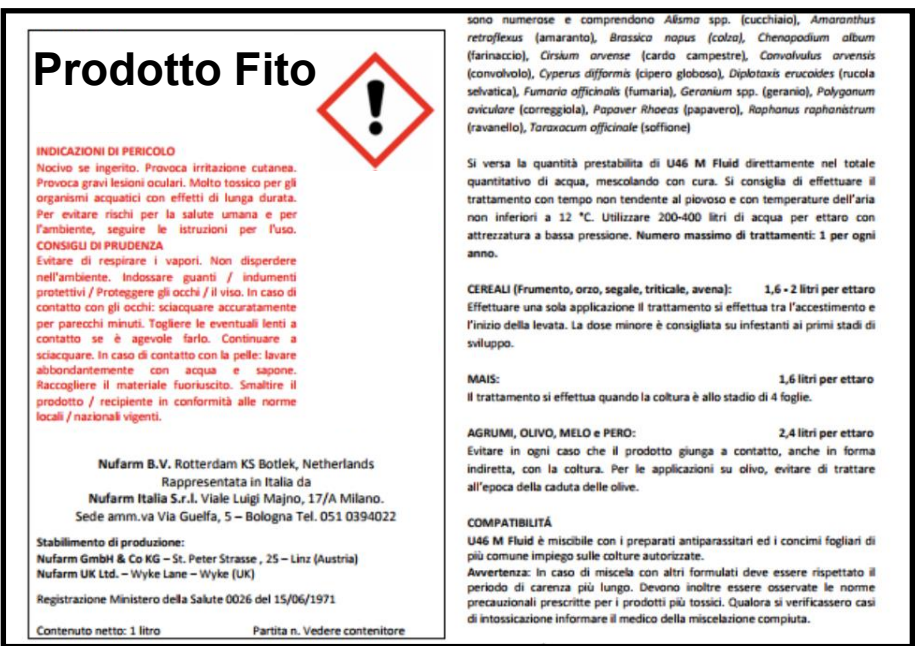 Prodotto Fito
INDICAZIONI DI PERICOLO
Nocivo se ingerito. Provoca irritazione cutanea.
Provoca gravi lesioni oculari. Molto tossico per gli
organismi acquatici con effetti di lunga durata.
Per evitare rischi per la salute umana e per
l'ambiente, seguire le istruzioni per l'uso.
CONSIGLI DI PRUDENZA
Evitare di respirare i vapori. Non disperdere
nell'ambiente. Indossare guanti / indumenti
protettivi / Proteggere gli occhi / il viso. In caso di
contatto con gli occhi: sciacquare accuratamente
per parecchi minuti. Togliere le eventuali lenti a
contatto se è agevole farlo. Continuare a
sciacquare. In caso di contatto con la pelle: lavare
abbondantemente con acqua e sapone.
Raccogliere il materiale fuoriuscito. Smaltire il
prodotto / recipiente in conformità alle norme
locali / nazionali vigenti.
Nufarm B.V. Rotterdam KS Botlek, Netherlands
Rappresentata in Italia da
Nufarm Italia S.r.l. Viale Luigi Majno, 17/A Milano.
Sede amm.va Via Guelfa, 5 – Bologna Tel. 051 0394022
Stabilimento di produzione:
Nufarm GmbH & Co KG – St. Peter Strasse , 25 – Linz (Austria)
Nufarm UK Ltd. – Wyke Lane – Wyke (UK)
Registrazione Ministero della Salute 0026 del 15/06/1971
Contenuto netto: 1 litro Partita n. Vedere contenitore
sono numerose e comprendono Alisma spp. (cucchiaio), Amaranthus
retroflexus (amaranto), Brassica napus (colza), Chenopodium album
(farinaccio), Cirsium arvense (cardo campestre), Convolvulus arvensis
(convolvolo), Cyperus difformis (cipero globoso), Diplotaxis erucoides (rucola
selvatica), Fumaria officinalis (fumaria), Geranium spp. (geranio), Polygonum
aviculare (correggiola), Papaver Rhoeas (papavero), Raphanus raphanistrum
(ravanello), Taraxacum officinale (soffione)
Si versa la quantità prestabilita di U46 M Fluid direttamente nel totale
quantitativo di acqua, mescolando con cura. Si consiglia di effettuare il
trattamento con tempo non tendente al piovoso e con temperature dell'aria
non inferiori a 12 °C. Utilizzare 200-400 litri di acqua per ettaro con
attrezzatura a bassa pressione. Numero massimo di trattamenti: 1 per ogni
anno.
CEREALI (Frumento, orzo, segale, triticale, avena): 1,6 - 2 litri per ettaro
Effettuare una sola applicazione Il trattamento si effettua tra l'accestimento e
l'inizio della levata. La dose minore è consigliata su infestanti ai primi stadi di
sviluppo.
MAIS: 1,6 litri per ettaro
Il trattamento si effettua quando la coltura è allo stadio di 4 foglie.
AGRUMI, OLIVO, MELO e PERO: 2,4 litri per ettaro
Evitare in ogni caso che il prodotto giunga a contatto, anche in forma
indiretta, con la coltura. Per le applicazioni su olivo, evitare di trattare
all'epoca della caduta delle olive.
COMPATIBILITÁ
U46 M Fluid è miscibile con i preparati antiparassitari ed i concimi fogliari di
più comune impiego sulle colture autorizzate.
Avvertenza: In caso di miscela con altri formulati deve essere rispettato il
periodo di carenza più lungo. Devono inoltre essere osservate le norme
precauzionali prescritte per i prodotti più tossici. Qualora si verificassero casi
di intossicazione informare il medico della miscelazione compiuta.